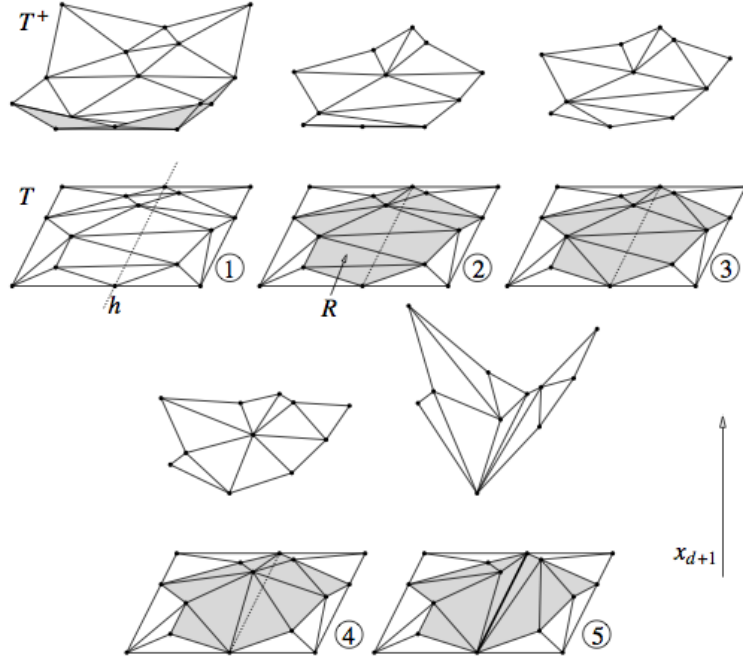 T⁺
T
①
h
②
R
③
④
⑤
x_{d+1}